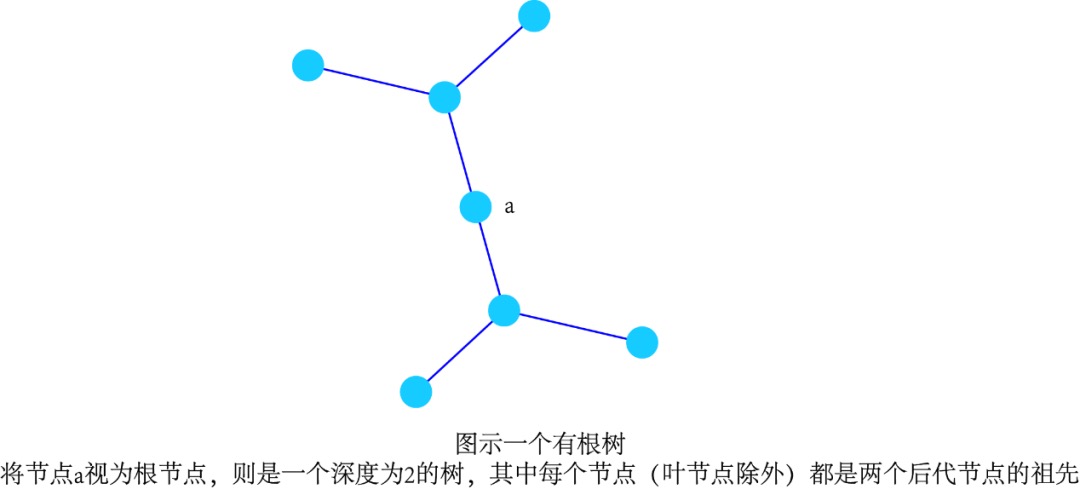 a
图示一个有根树
将节点a视为根节点，则是一个深度为2的树，其中每个节点（叶节点除外）都是两个后代节点的祖先